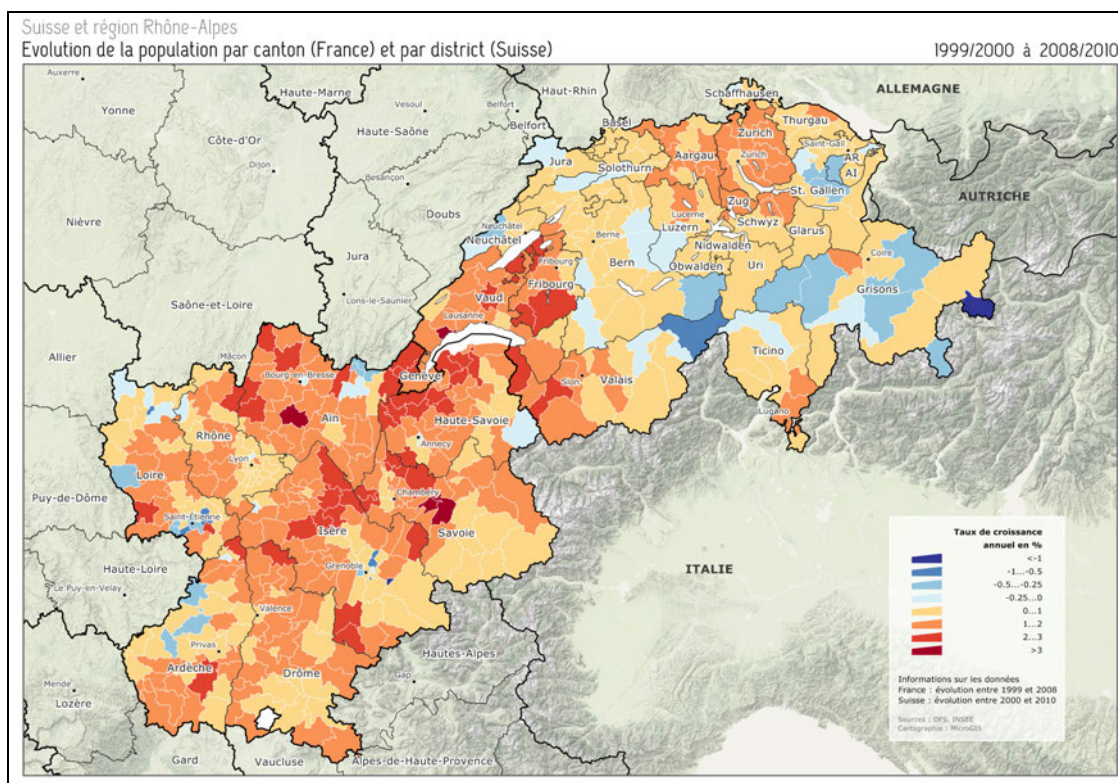 Suisse et région Rhône-Alpes
Evolution de la population par canton (France) et par district (Suisse)
1999/2000 à 2008/2010
Auxerre
Yonne
Haute-Marne
Vesoul
Haute-Saône
Haut-Rhin
Belfort
Belfort
Schaffhausen
ALLEMAGNE
Côte-d'Or
Dijon
Besançon
Basel
Jura
Solothurn
Aargau
Zurich
Zurich
Thurgau
Saint-Gall
AR
AI
St. Gallen
AUTRICHE
Nièvre
Doubs
Neuchâtel
Neuchâtel
Berne
Lucerne
Luzern
Zug
Schwyz
Glarus
Nidwalden
Obwalden
Uri
Coire
Grisons
Jura
Lons-le-Saunier
Fribourg
Fribourg
Bern
Vaud
Lausanne
Saône-et-Loire
Allier
Mâcon
Bourg-en-Bresse
Ain
Genève
Sion
Valais
Ticino
Lugano
Haute-Savoie
Annecy
Rhône
Lyon
Loire
Puy-de-Dôme
Saint-Etienne
Chambéry
Isère
Savoie
Haute-Loire
Le Puy-en-Velay
Grenoble
ITALIE
Valence
Privas
Ardèche
Drôme
Hautes-Alpes
Gap
Mende
Lozère
Gard
Vaucluse
Alpes-de-Haute-Provence
Taux de croissance
annuel en %
<-1
-1...-0.5
-0.5...-0.25
-0.25...0
0...1
1...2
2...3
>3
Informations sur les données
France : évolution entre 1999 et 2008
Suisse : évolution entre 2000 et 2010
Sources : OFS, INSEE
Cartographie : MicroGIS